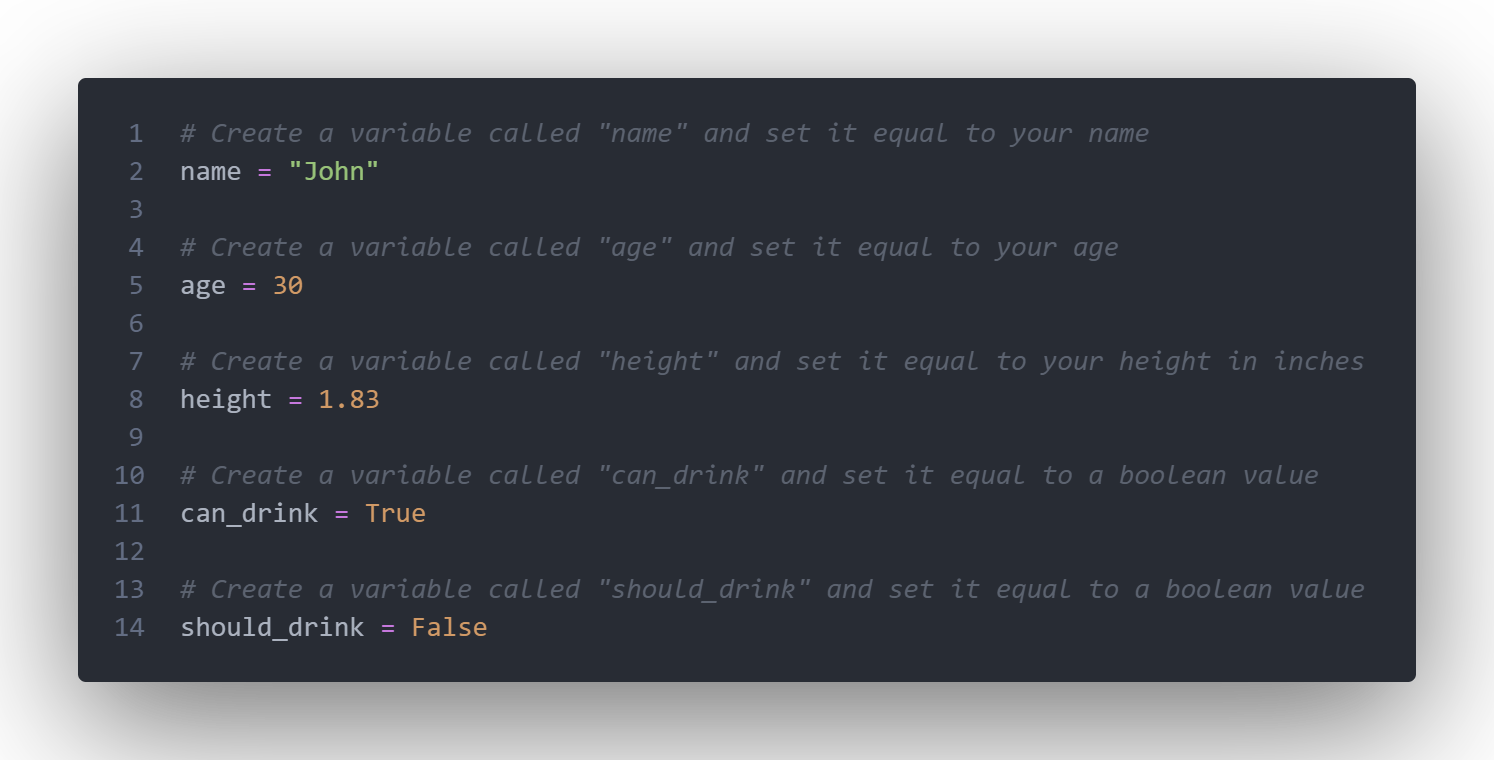 1 # Create a variable called "name" and set it equal to your name
2 name = "John"
3
4 # Create a variable called "age" and set it equal to your age
5 age = 30
6
7 # Create a variable called "height" and set it equal to your height in inches
8 height = 1.83
9
10 # Create a variable called "can_drink" and set it equal to a boolean value
11 can_drink = True
12
13 # Create a variable called "should_drink" and set it equal to a boolean value
14 should_drink = False